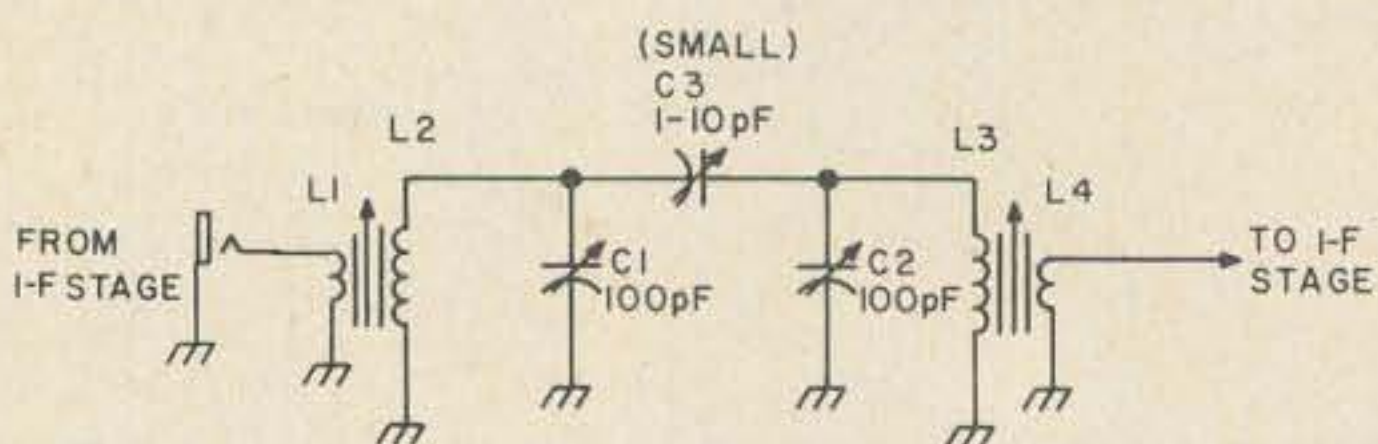 (SMALL)
C3
1-10pF
L2
L3
L1
L4
FROM
I-F STAGE
C1
100pF
C2
100pF
TO I-F
STAGE